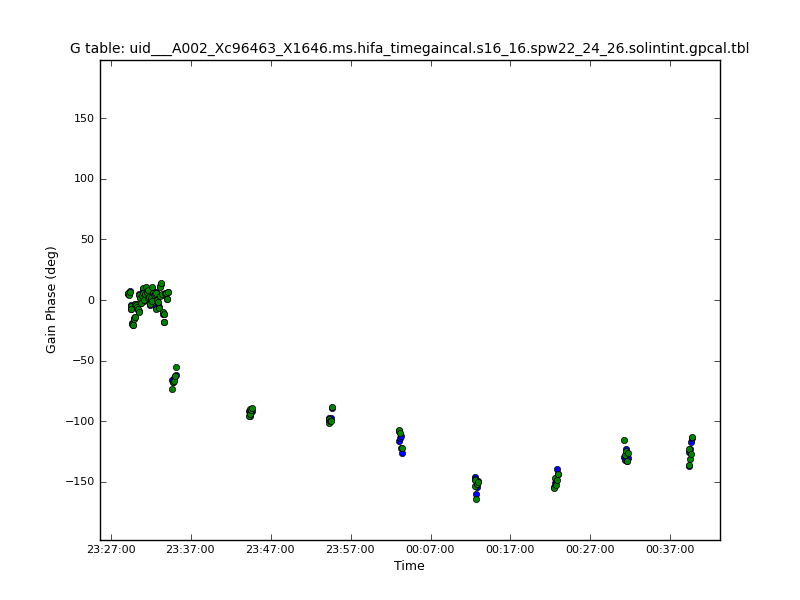 G table: uid___A002_Xc96463_X1646.ms.hifa_timegaincal.s16_16.spw22_24_26.solintint.gpcal.tbl
150
100
50
0
−50
−100
−150
Gain Phase (deg)
23:27:00 23:37:00 23:47:00 23:57:00 00:07:00 00:17:00 00:27:00 00:37:00
Time